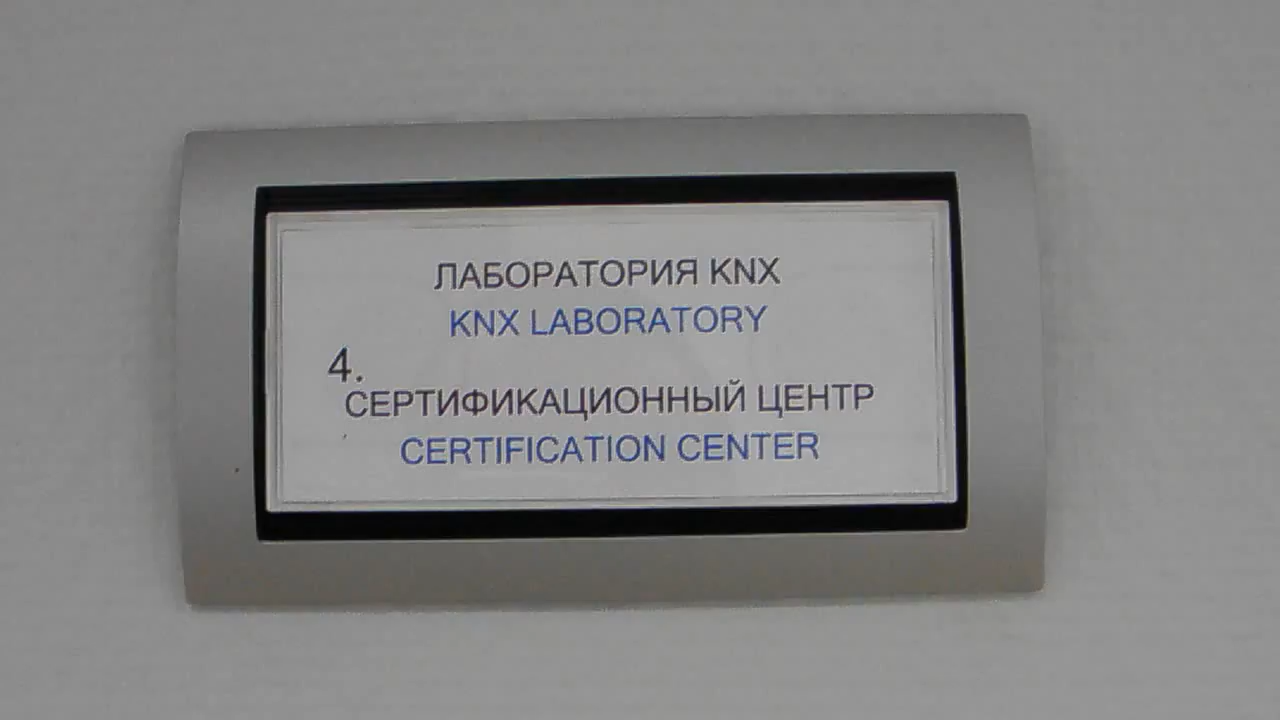 ЛАБОРАТОРИЯ KNX
KNX LABORATORY
4.
СЕРТИФИКАЦИОННЫЙ ЦЕНТР
CERTIFICATION CENTER